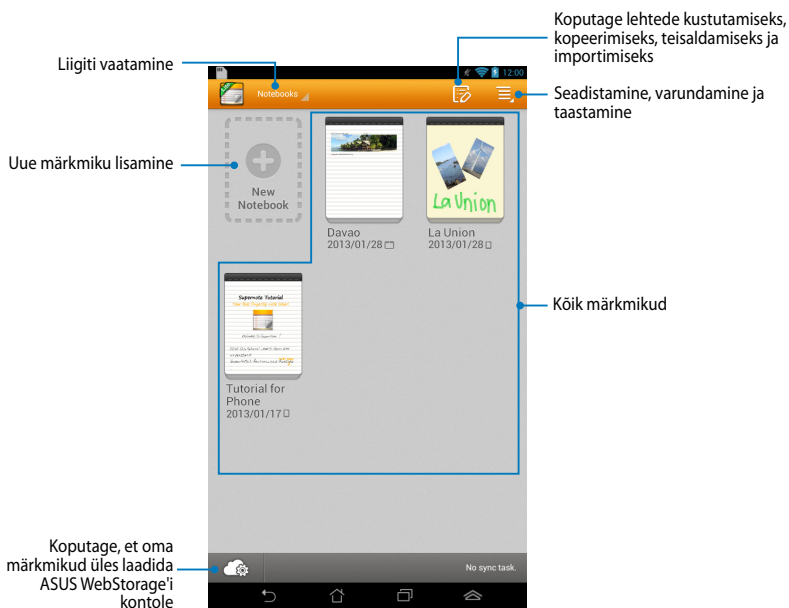 Koputage lehtede kustutamiseks,
kopeerimiseks, teisaldamiseks ja
importimiseks
Liigiti vaatamine
12:00
Notebooks
Seadistamine, varundamine ja
taastamine
Uue märkmiku lisamine
New
Notebook
La Union
Davao
2013/01/28
La Union
2013/01/28
Supernote Tutorial
Kõik märkmikud
Tutorial for
Phone
2013/01/17
Koputage, et oma
märkmikud üles laadida
ASUS WebStorage'i
kontole
No sync task.